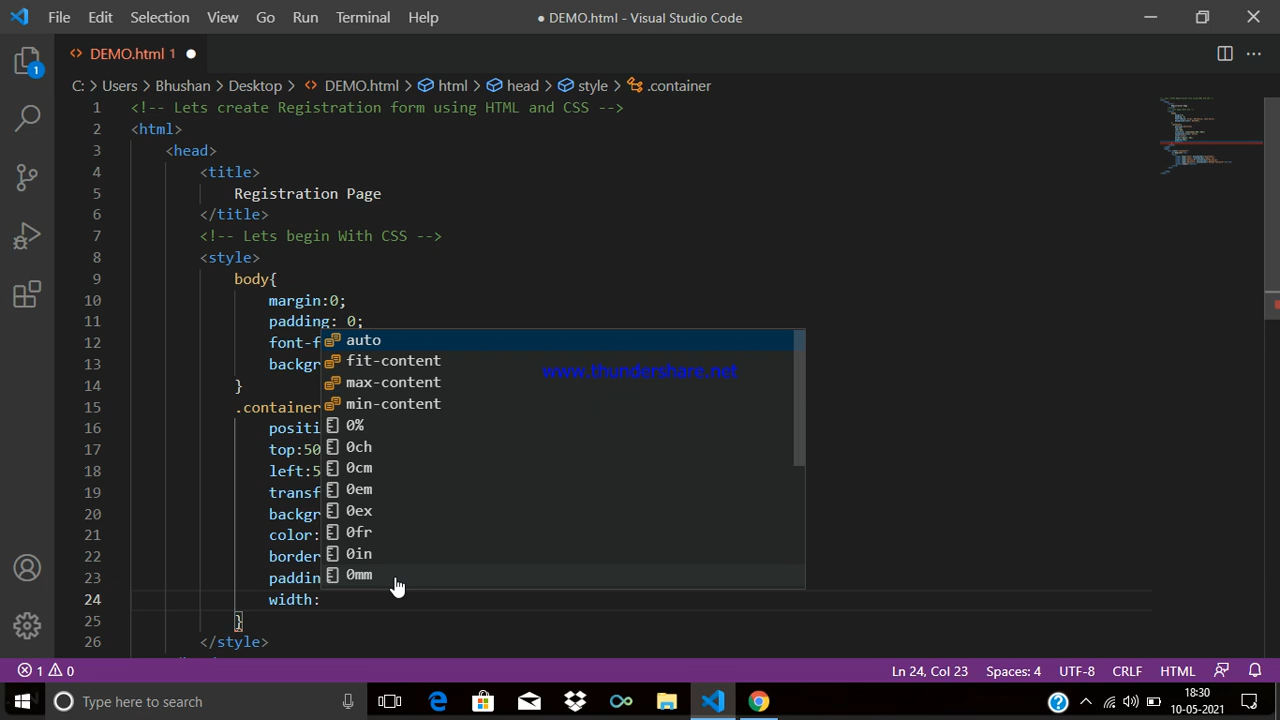 File Edit Selection View Go Run Terminal Help ● DEMO.html - Visual Studio Code
DEMO.html 1 ●
C: > Users > Bhushan > Desktop > DEMO.html > html > head > style > .container
1 <!-- Lets create Registration form using HTML and CSS -->
2 <html>
3 <head>
4 <title>
5 Registration Page
6 </title>
7 <!-- Lets begin With CSS -->
8 <style>
9 body{
10 margin:0;
11 padding: 0;
12 font-f
13 backgr
14 }
15 .container
16 positi
17 top:50
18 left:5
19 transf
20 backgr
21 color:
22 border
23 paddin
24 width:
25 }
26 </style>
auto
fit-content
max-content
min-content
0%
0ch
0cm
0em
0ex
0fr
0in
0mm
www.thundershare.net
1
1 0 Ln 24, Col 23 Spaces: 4 UTF-8 CRLF HTML
Type here to search
18:30
10-05-2021